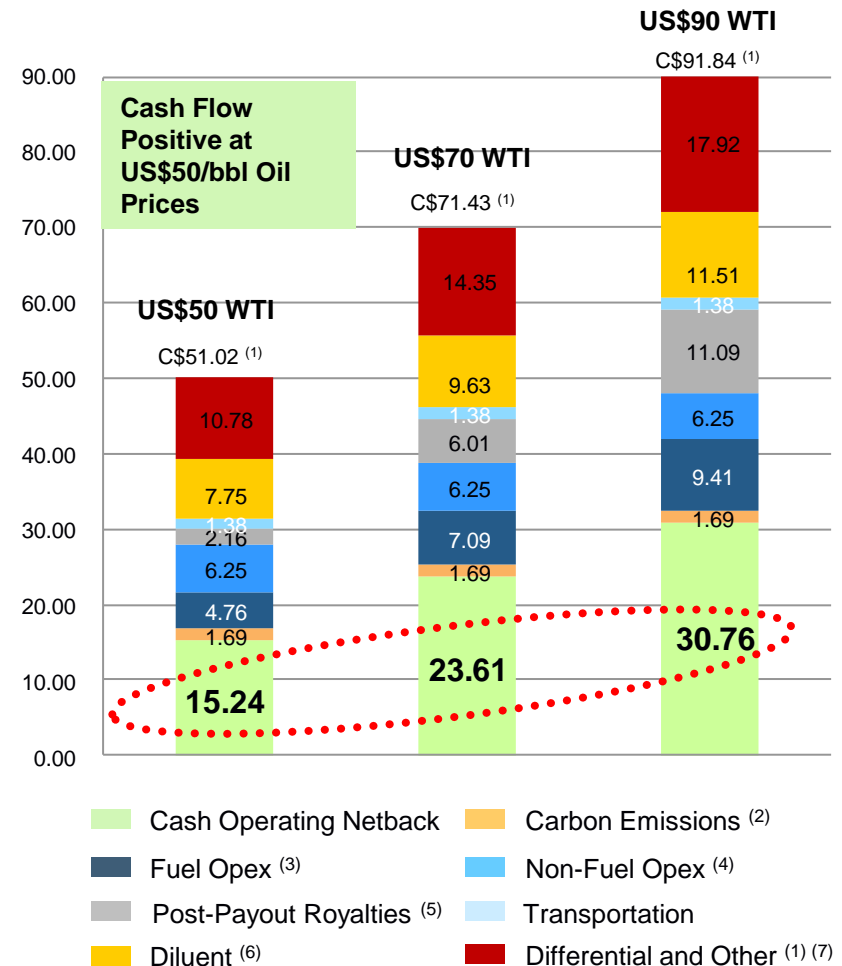 US$90 WTI
C$91.84 (1)
90.00
80.00
70.00
60.00
50.00
40.00
30.00
20.00
10.00
0.00
Cash Flow
Positive at
US$50/bbl Oil
Prices
US$50 WTI
C$51.02 (1)
10.78
7.75
1.38
2.16
6.25
4.76
1.69
15.24
US$70 WTI
C$71.43 (1)
14.35
9.63
1.38
6.01
6.25
7.09
1.69
23.61
17.92
11.51
1.38
11.09
6.25
9.41
1.69
30.76
Cash Operating Netback
Carbon Emissions (2)
Fuel Opex (3)
Non-Fuel Opex (4)
Post-Payout Royalties (5)
Transportation
Diluent (6)
Differential and Other (1) (7)